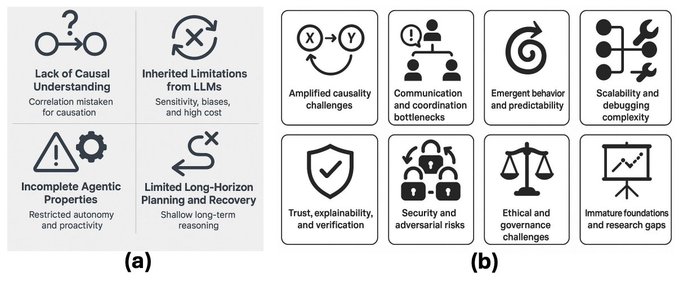 ?
Lack of Causal
Understanding
Correlation mistaken
for causation
X
Inherited Limitations
from LLMs
Sensitivity, biases,
and high cost
!
Incomplete Agentic
Properties
Restricted autonomy
and proactivity
X
Limited Long-Horizon
Planning and Recovery
Shallow long-term
reasoning
(a)
X Y
Amplified causality
challenges
!
Communication
and coordination
bottlenecks
Emergent behavior
and predictability
Scalability and
debugging
complexity
Trust, explainability,
and verification
Security and
adversarial risks
Ethical and
governance
challenges
Immature foundations
and research gaps
(b)